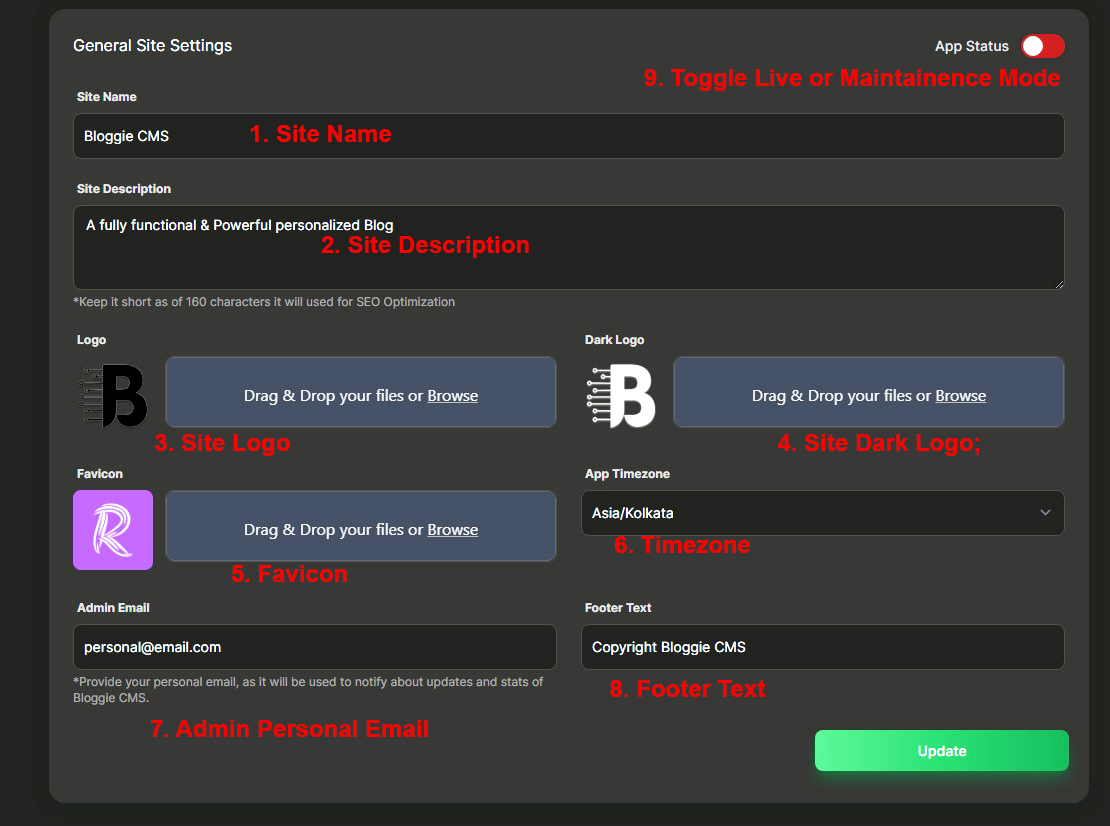 General Site Settings
App Status
9. Toggle Live or Maintainence Mode
Site Name
Bloggie CMS
1. Site Name
Site Description
A fully functional & Powerful personalized Blog
2. Site Description
*Keep it short as of 160 characters it will used for SEO Optimization
Logo
Dark Logo
B
Drag & Drop your files or Browse
B
Drag & Drop your files or Browse
3. Site Logo
4. Site Dark Logo;
Favicon
App Timezone
R
Drag & Drop your files or Browse
Asia/Kolkata
6. Timezone
5. Favicon
Admin Email
Footer Text
personal@email.com
Copyright Bloggie CMS
*Provide your personal email, as it will be used to notify about updates and stats of
Bloggie CMS.
8. Footer Text
7. Admin Personal Email
Update